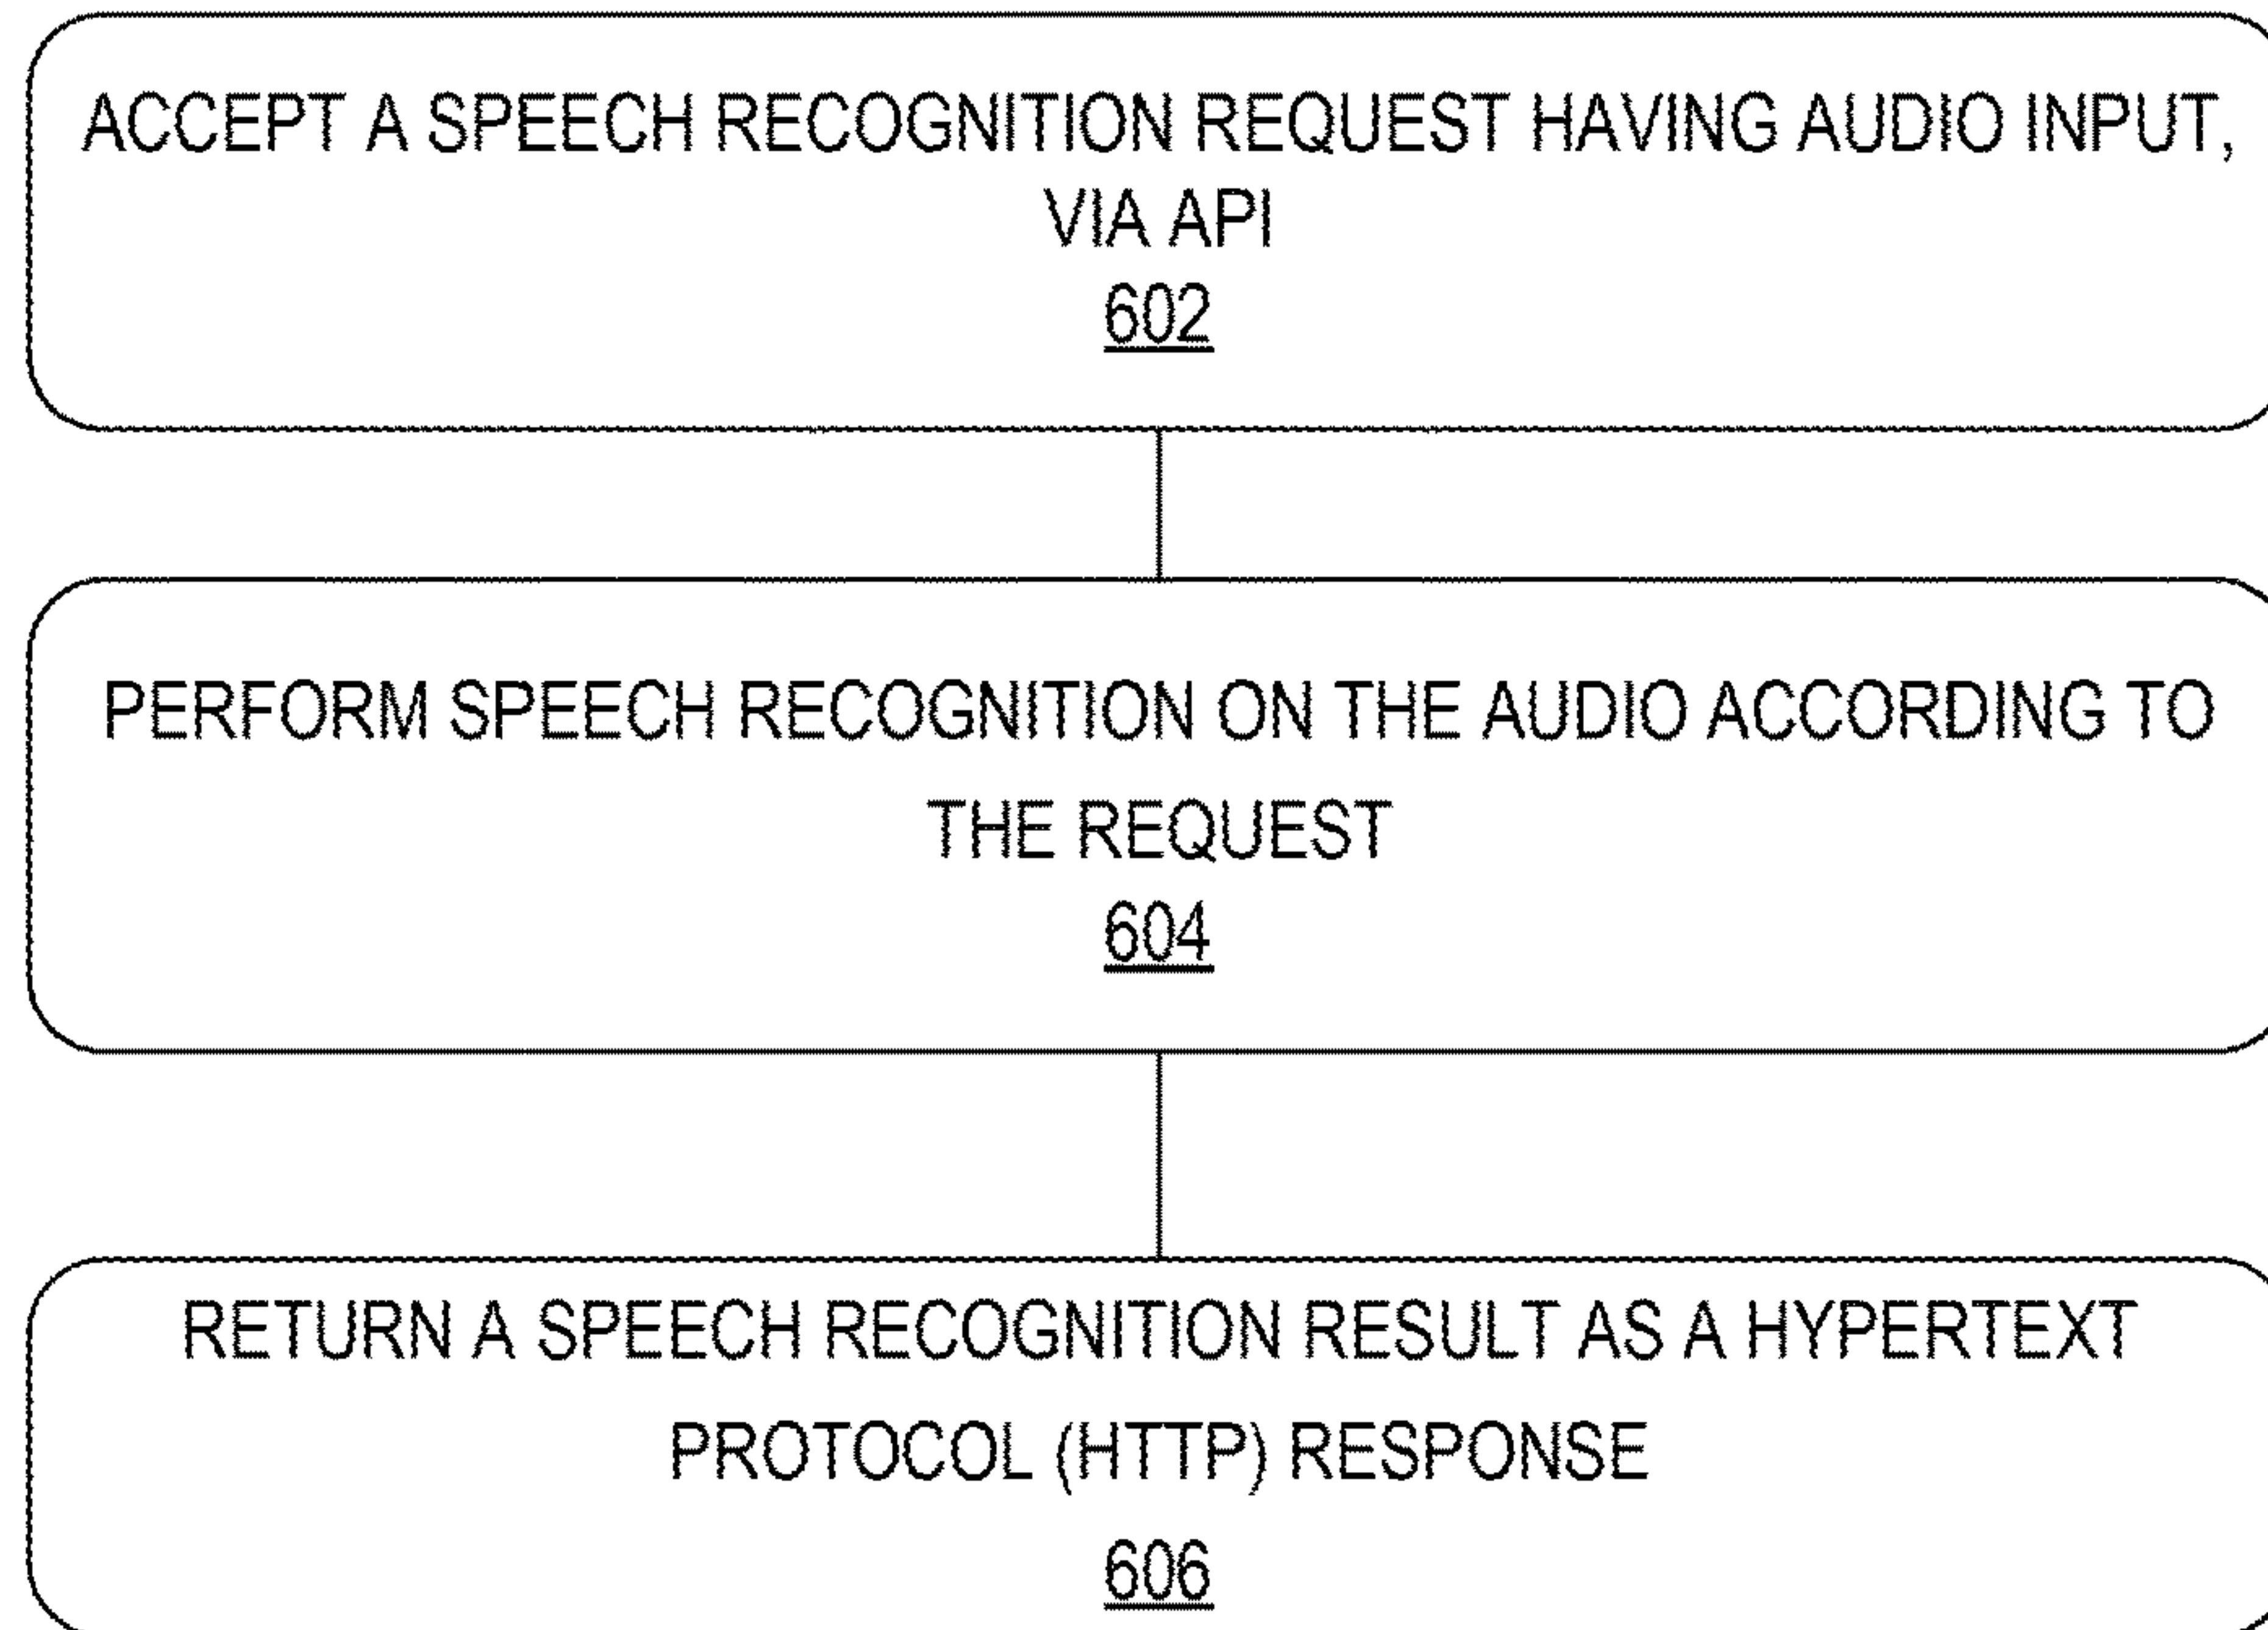 ACCEPT A SPEECH RECOGNITION REQUEST HAVING AUDIO INPUT,
VIA API
602
PERFORM SPEECH RECOGNITION ON THE AUDIO ACCORDING TO
THE REQUEST
604
RETURN A SPEECH RECOGNITION RESULT AS A HYPERTEXT
PROTOCOL (HTTP) RESPONSE
606